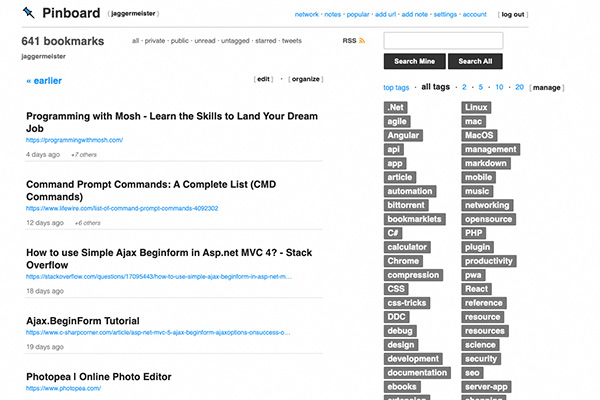 Pinboard ( jaggermeister ) network · notes · popular · add url · add note · settings · account [ log out ]
641 bookmarks all · private · public · unread · untagged · starred · tweets RSS
jaggermeister
Search Mine Search All
« earlier [ edit ] · [ organize ]
top tags · all tags · 2 · 5 · 10 · 20 [ manage ]
Programming with Mosh - Learn the Skills to Land Your Dream
Job
https://programmingwithmosh.com/
4 days ago +7 others
Command Prompt Commands: A Complete List (CMD
Commands)
https://www.lifewire.com/list-of-command-prompt-commands-4092302
12 days ago +6 others
How to use Simple Ajax Beginform in Asp.net MVC 4? - Stack
Overflow
https://stackoverflow.com/questions/17095443/how-to-use-simple-ajax-beginform-in-asp-net-m…
18 days ago
Ajax.BeginForm Tutorial
https://www.c-sharpcorner.com/article/asp-net-mvc-5-ajax-beginform-ajaxoptions-onsuccess-o…
19 days ago
Photopea | Online Photo Editor
https://www.photopea.com/
.Net
agile
Angular
api
app
article
automation
bittorrent
bookmarklets
C#
calculator
Chrome
compression
CSS
css-tricks
DDC
debug
design
development
documentation
ebooks
extension
Linux
mac
MacOS
management
markdown
mobile
music
networking
opensource
PHP
plugin
productivity
pwa
React
reference
resource
resources
science
security
seo
server-app
shopping